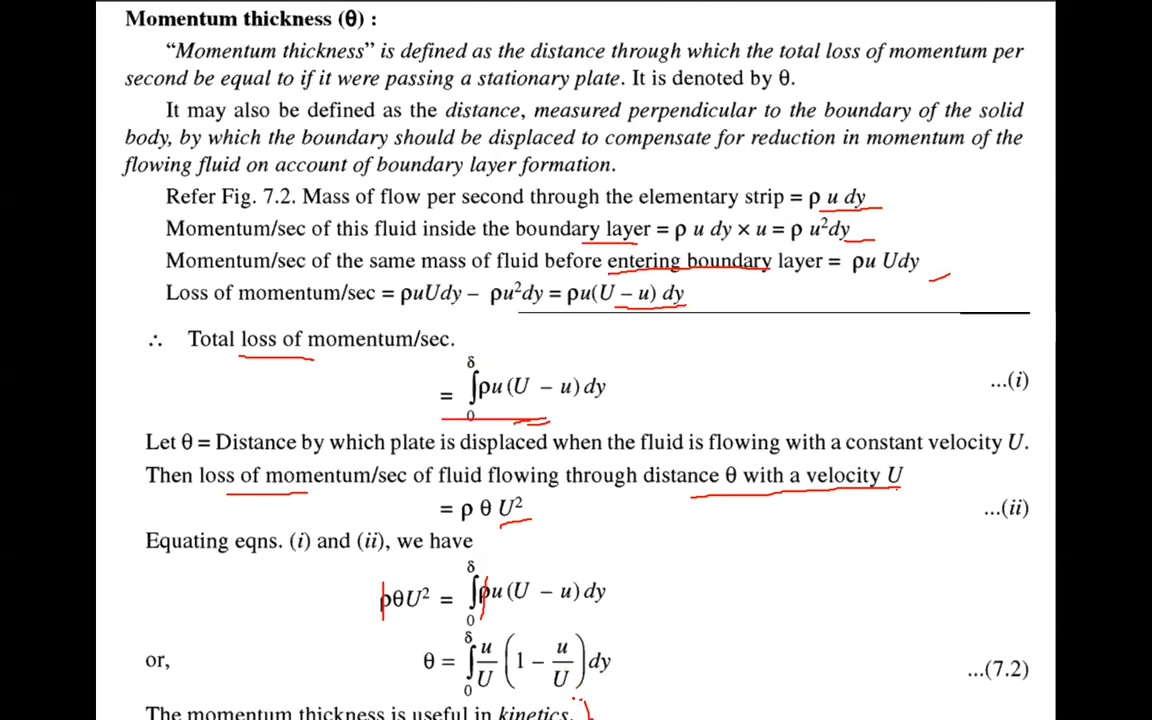 Momentum thickness (θ) :
“Momentum thickness” is defined as the distance through which the total loss of momentum per
second be equal to if it were passing a stationary plate. It is denoted by θ.
It may also be defined as the distance, measured perpendicular to the boundary of the solid
body, by which the boundary should be displaced to compensate for reduction in momentum of the
flowing fluid on account of boundary layer formation.
Refer Fig. 7.2. Mass of flow per second through the elementary strip = ρ u dy
Momentum/sec of this fluid inside the boundary layer = ρ u dy × u = ρ u²dy
Momentum/sec of the same mass of fluid before entering boundary layer = ρu Udy
Loss of momentum/sec = ρuUdy – ρu²dy = ρu(U – u) dy
∴ Total loss of momentum/sec.
= ∫₀^δ ρu (U – u) dy ...(i)
Let θ = Distance by which plate is displaced when the fluid is flowing with a constant velocity U.
Then loss of momentum/sec of fluid flowing through distance θ with a velocity U
= ρ θ U² ...(ii)
Equating eqns. (i) and (ii), we have
ρθU² = ∫₀^δ ρu (U – u) dy
or, θ = ∫₀^δ u/U (1 – u/U) dy ...(7.2)
The momentum thickness is useful in kinetics.